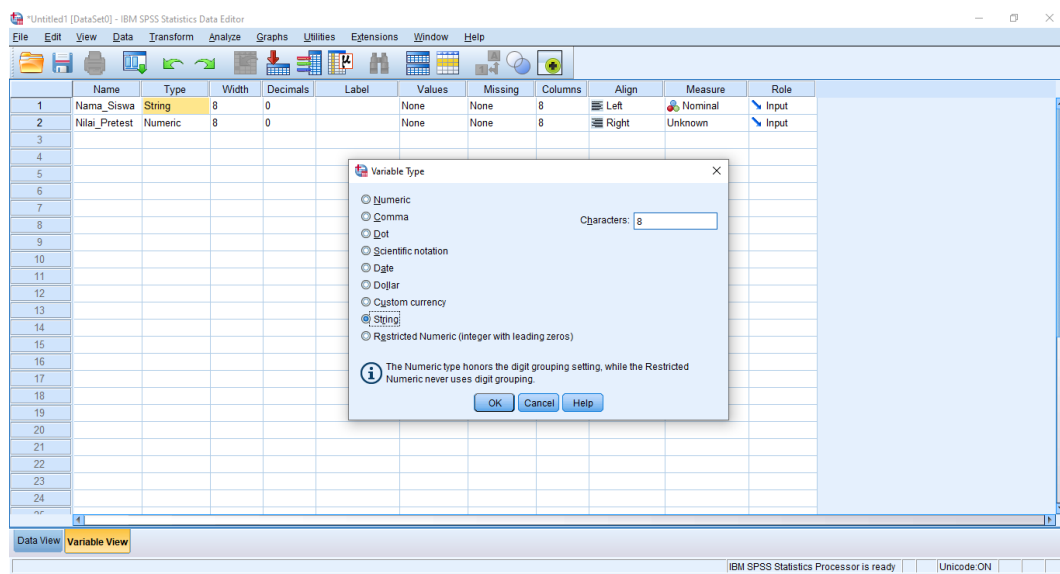 *Untitled1 [DataSet0] - IBM SPSS Statistics Data Editor
File Edit View Data Transform Analyze Graphs Utilities Extensions Window Help
Name Type Width Decimals Label Values Missing Columns Align Measure Role
1 Nama_Siswa String 8 0 None None 8 Left Nominal Input
2 Nilai_Pretest Numeric 8 0 None None 8 Right Unknown Input
3
4
5
6
7
8
9
10
11
12
13
14
15
16
17
18
19
20
21
22
23
24
Variable Type
Numeric
Comma
Dot
Scientific notation
Date
Dollar
Custom currency
String
Restricted Numeric (integer with leading zeros)
Characters: 8
The Numeric type honors the digit grouping setting, while the Restricted
Numeric never uses digit grouping.
OK Cancel Help
Data View Variable View
IBM SPSS Statistics Processor is ready Unicode:ON